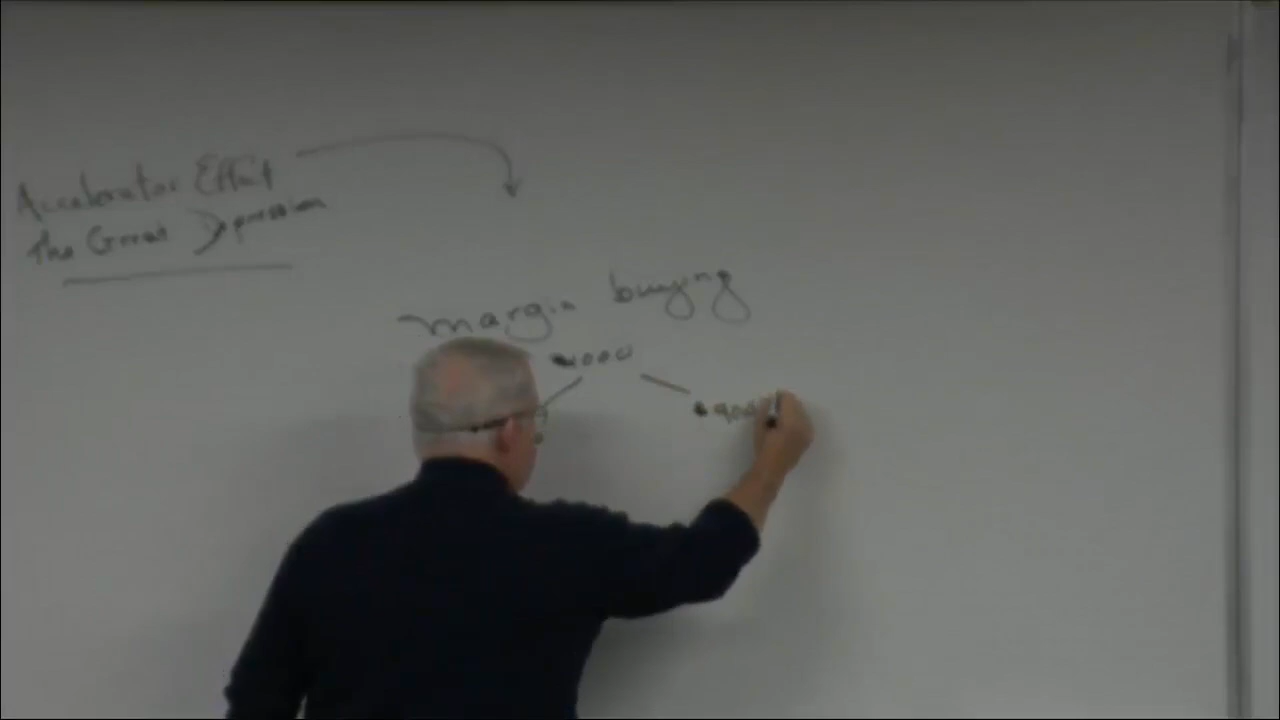 Accelerator Effect
The Great Depression
margin buying